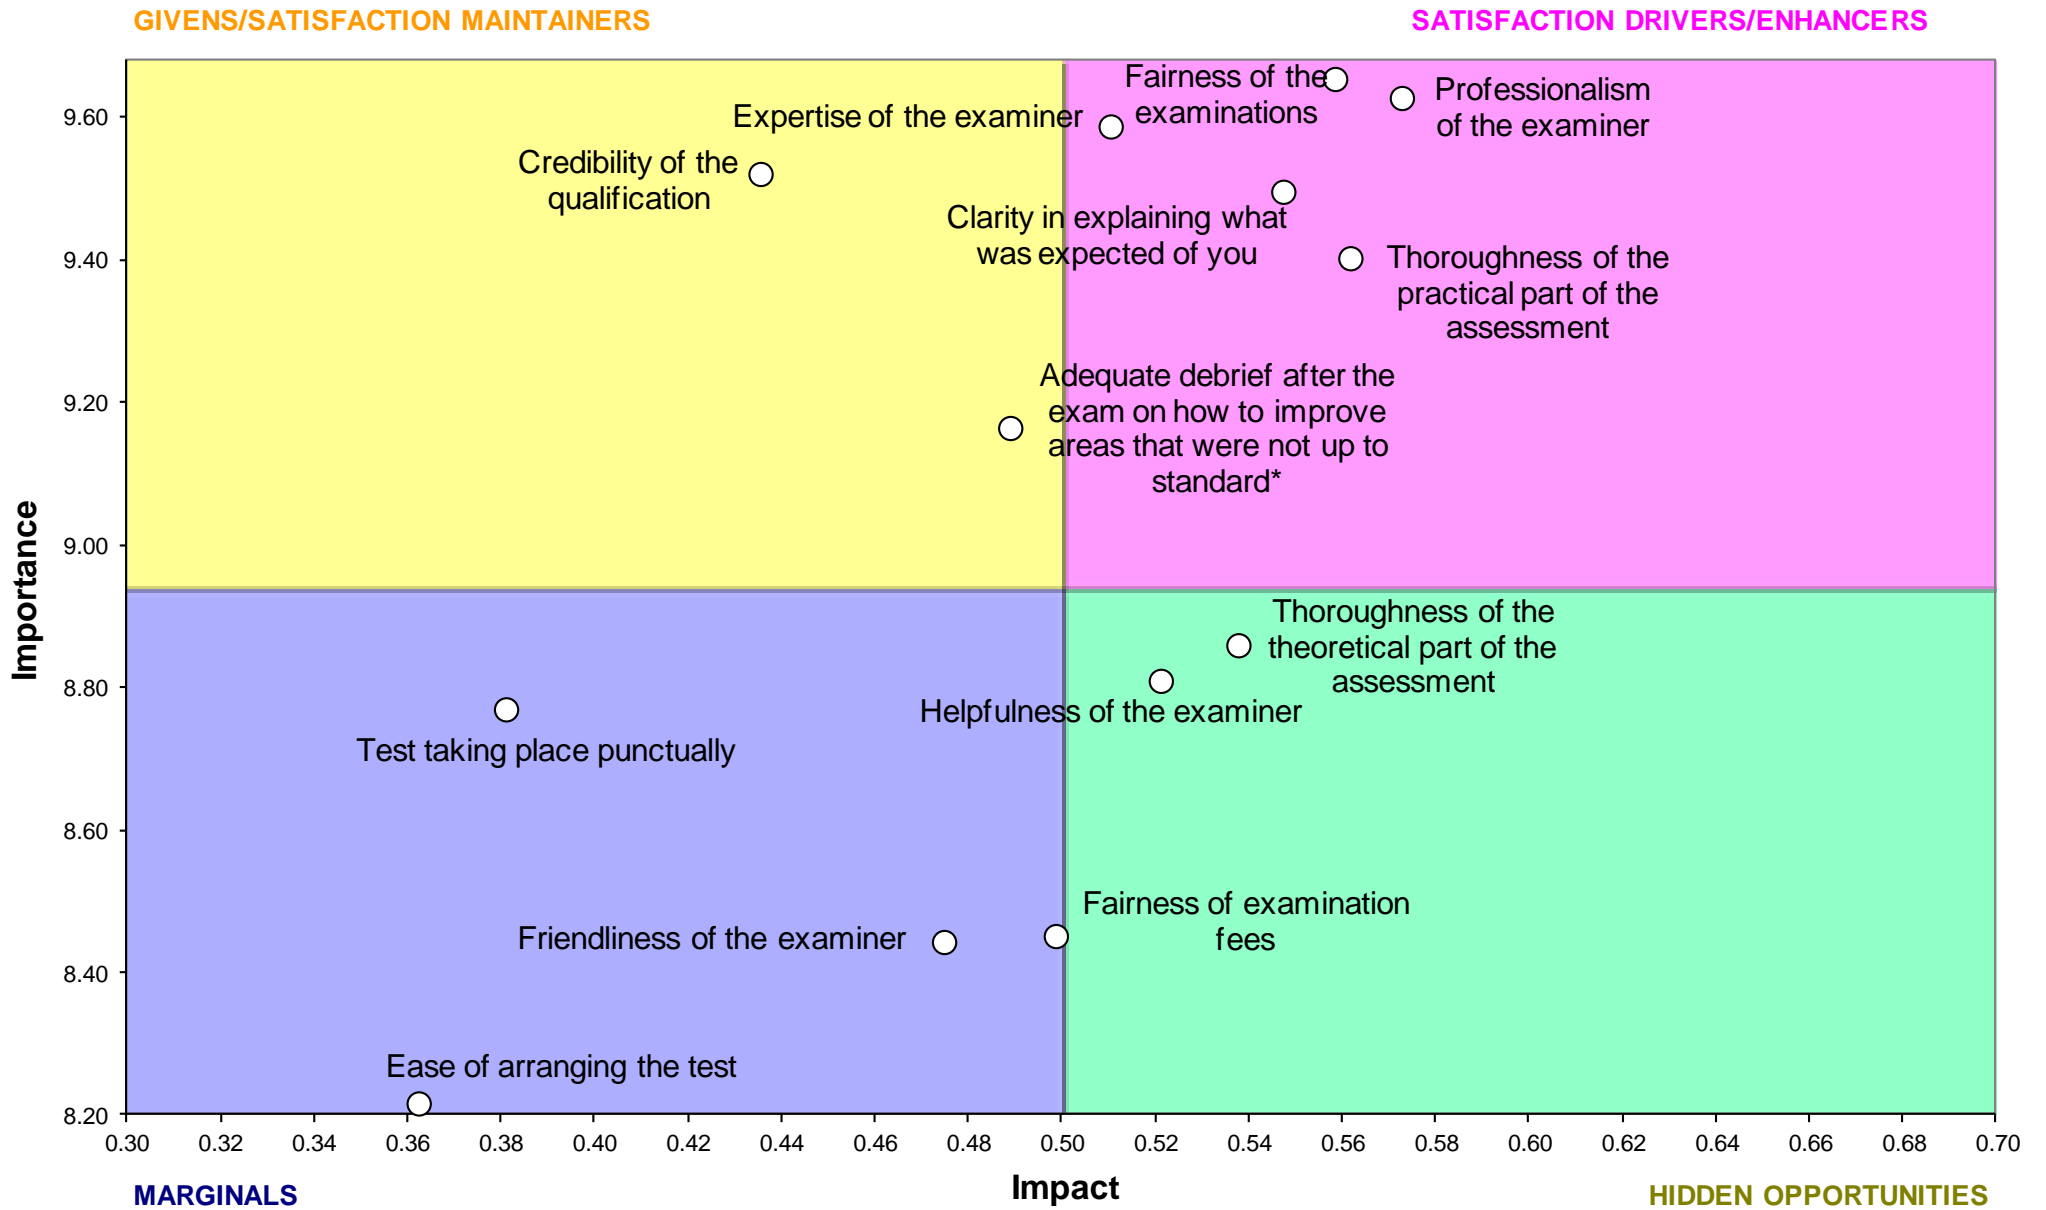 GIVENS/SATISFACTION MAINTAINERS
SATISFACTION DRIVERS/ENHANCERS
Fairness of the
examinations
Professionalism
of the examiner
Expertise of the examiner
Credibility of the
qualification
Clarity in explaining what
was expected of you
Thoroughness of the
practical part of the
assessment
Adequate debrief after the
exam on how to improve
areas that were not up to
standard*
Thoroughness of the
theoretical part of the
assessment
Helpfulness of the examiner
Test taking place punctually
Fairness of examination
fees
Friendliness of the examiner
Ease of arranging the test
Importance
9.60
9.40
9.20
9.00
8.80
8.60
8.40
8.20
0.30 0.32 0.34 0.36 0.38 0.40 0.42 0.44 0.46 0.48 0.50 0.52 0.54 0.56 0.58 0.60 0.62 0.64 0.66 0.68 0.70
Impact
MARGINALS
HIDDEN OPPORTUNITIES